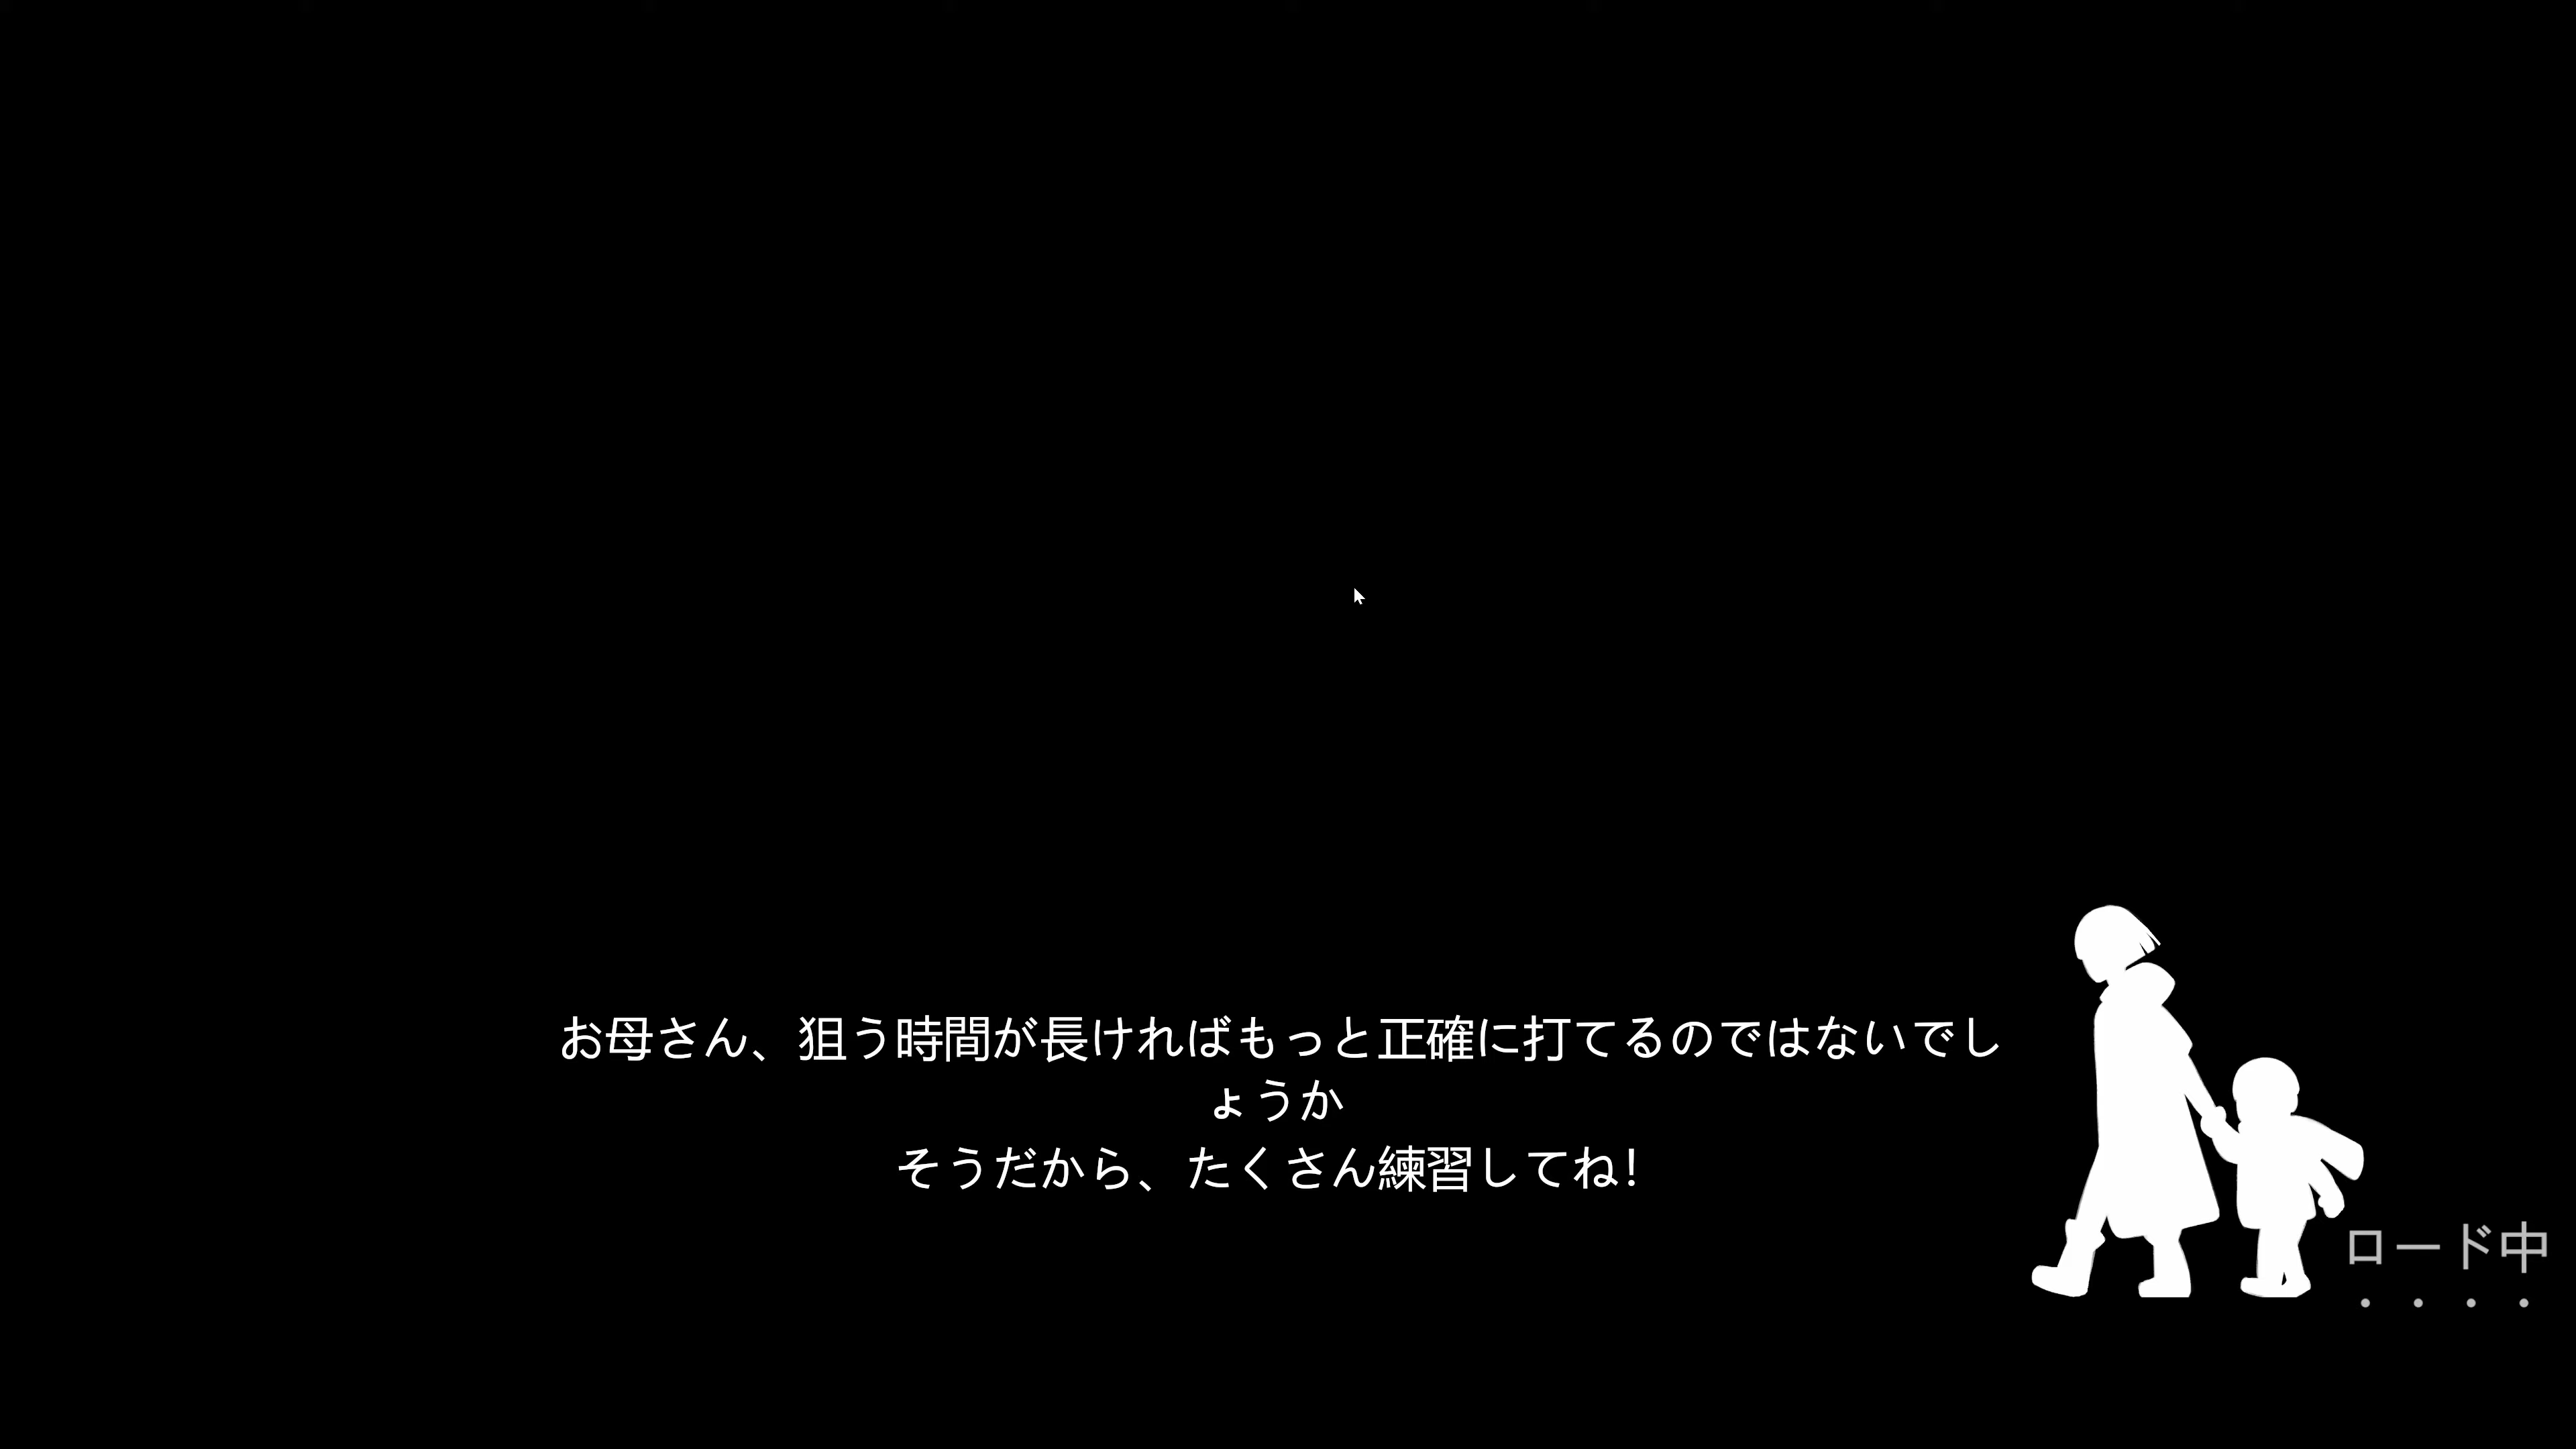 お母さん、狙う時間が長ければもっと正確に打てるのではないでし
ょうか
そうだから、たくさん練習してね!
ロード中
・・・・